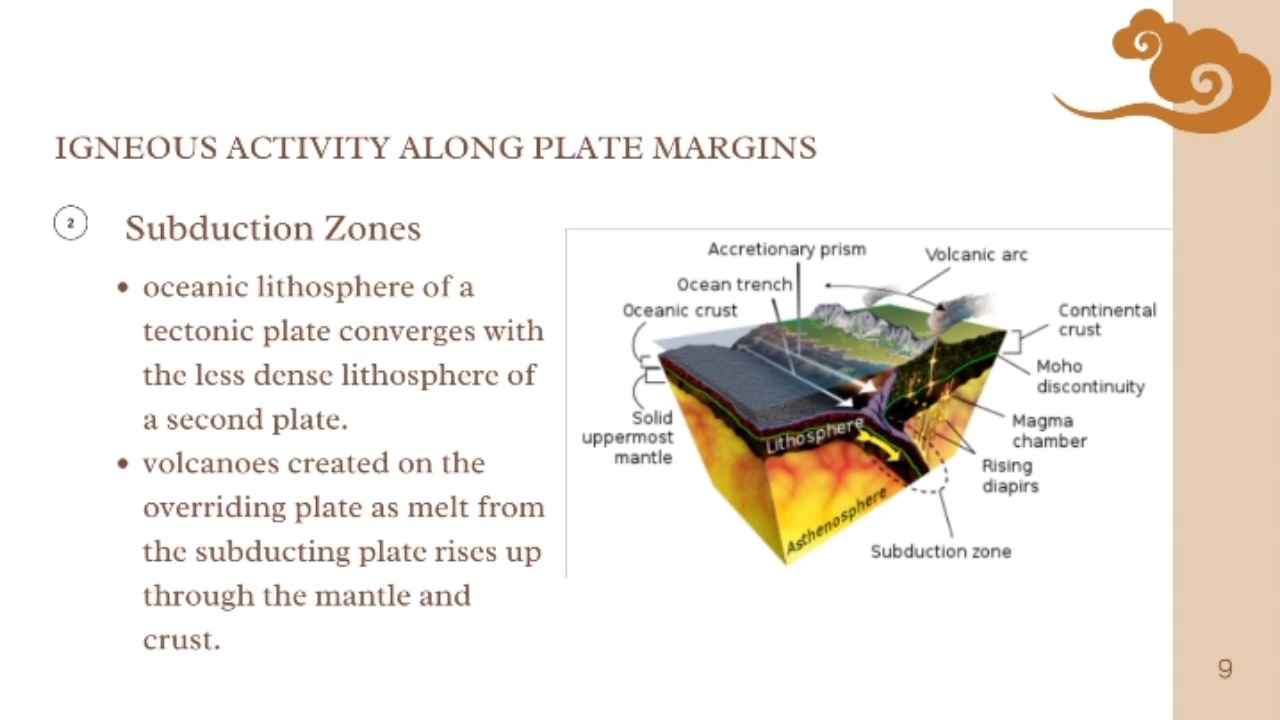 IGNEOUS ACTIVITY ALONG PLATE MARGINS
2
Subduction Zones
• oceanic lithosphere of a
tectonic plate converges with
the less dense lithosphere of
a second plate.
• volcanoes created on the
overriding plate as melt from
the subducting plate rises up
through the mantle and
crust.
Accretionary prism
Volcanic arc
Ocean trench
Oceanic crust
Continental
crust
Moho
discontinuity
Solid
uppermost
mantle
Lithosphere
Magma
chamber
Rising
diapirs
Asthenosphere
Subduction zone
9